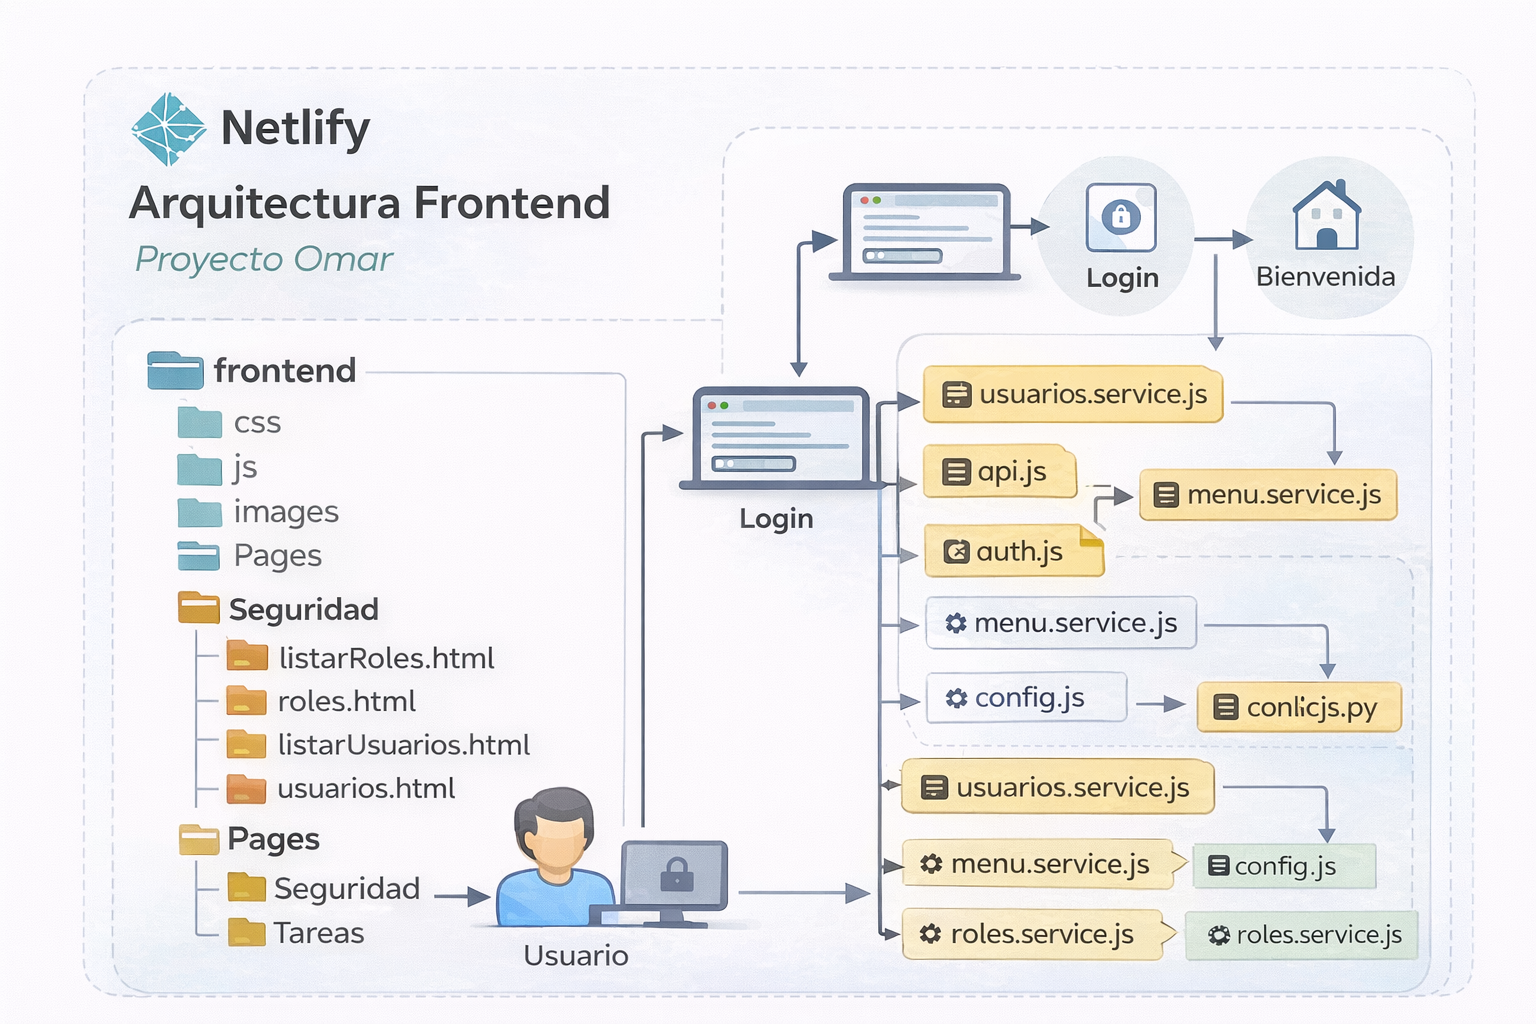 Netlify
Arquitectura Frontend
Proyecto Omar
frontend
css
js
images
Pages
Seguridad
listarRoles.html
roles.html
listarUsuarios.html
usuarios.html
Pages
Seguridad
Tareas
Usuario
Login
Login
Bienvenida
usuarios.service.js
api.js
menu.service.js
auth.js
menu.service.js
config.js
usuarios.service.js
menu.service.js
config.js
roles.service.js
roles.service.js